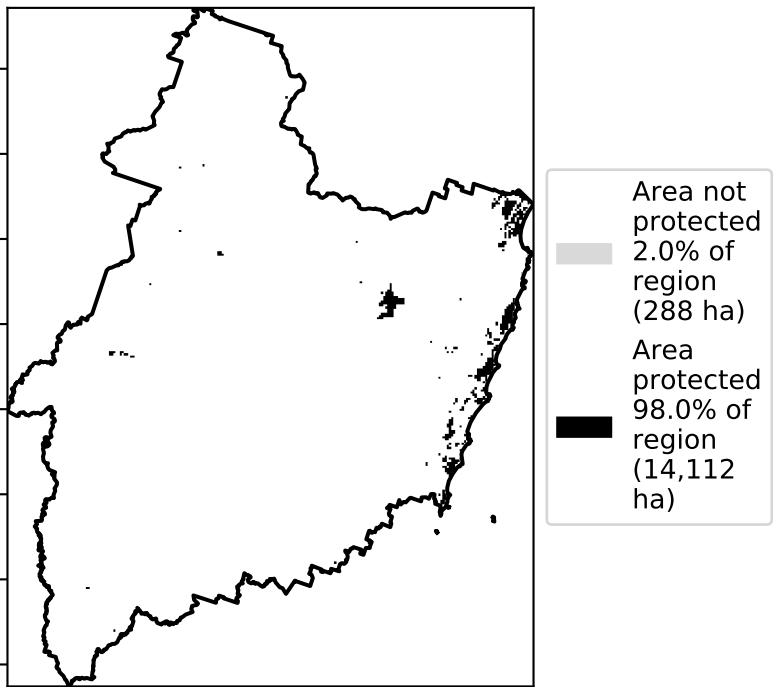 Area not
protected
2.0% of
region
(288 ha)
Area
protected
98.0% of
region
(14,112
ha)